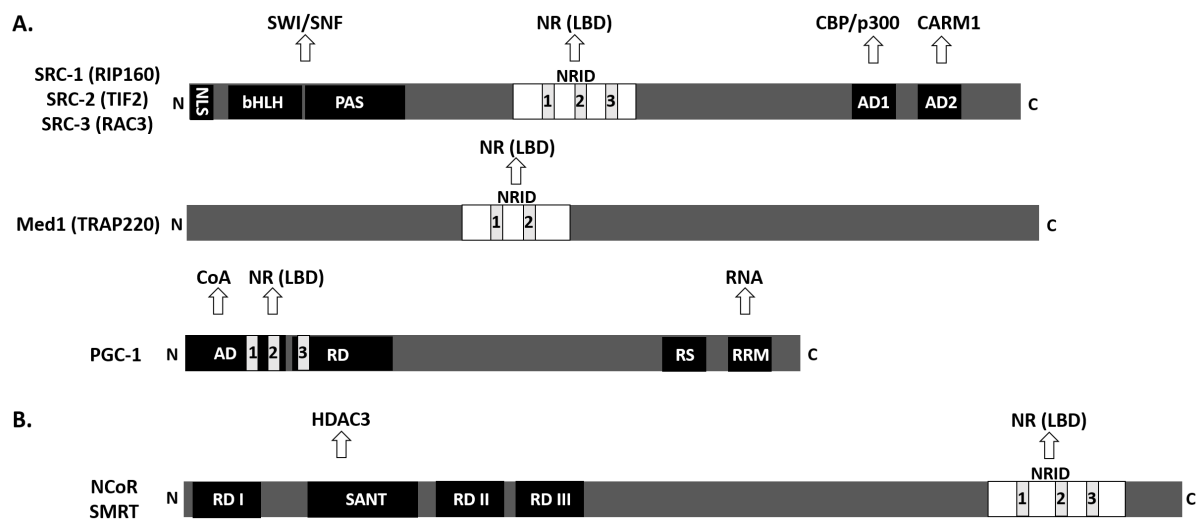 A.
SWI/SNF
NR (LBD)
CBP/p300
CARM1
NRID
SRC-1 (RIP160)
SRC-2 (TIF2)
SRC-3 (RAC3)
N
NLS
bHLH
PAS
1
2
3
AD1
AD2
C
NR (LBD)
NRID
Med1 (TRAP220)
N
1
2
C
CoA
NR (LBD)
RNA
PGC-1
N
AD
1
2
3
RD
RS
RRM
C
B.
HDAC3
NR (LBD)
NRID
NCoR
SMRT
N
RD I
SANT
RD II
RD III
1
2
3
C